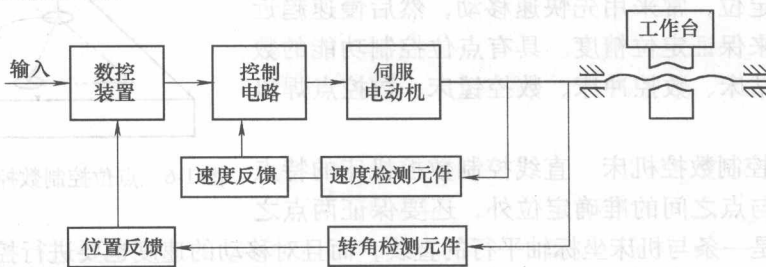 工作台
输入
数控
装置
控制
电路
伺服
电动机
速度反馈
速度检测元件
位置反馈
转角检测元件